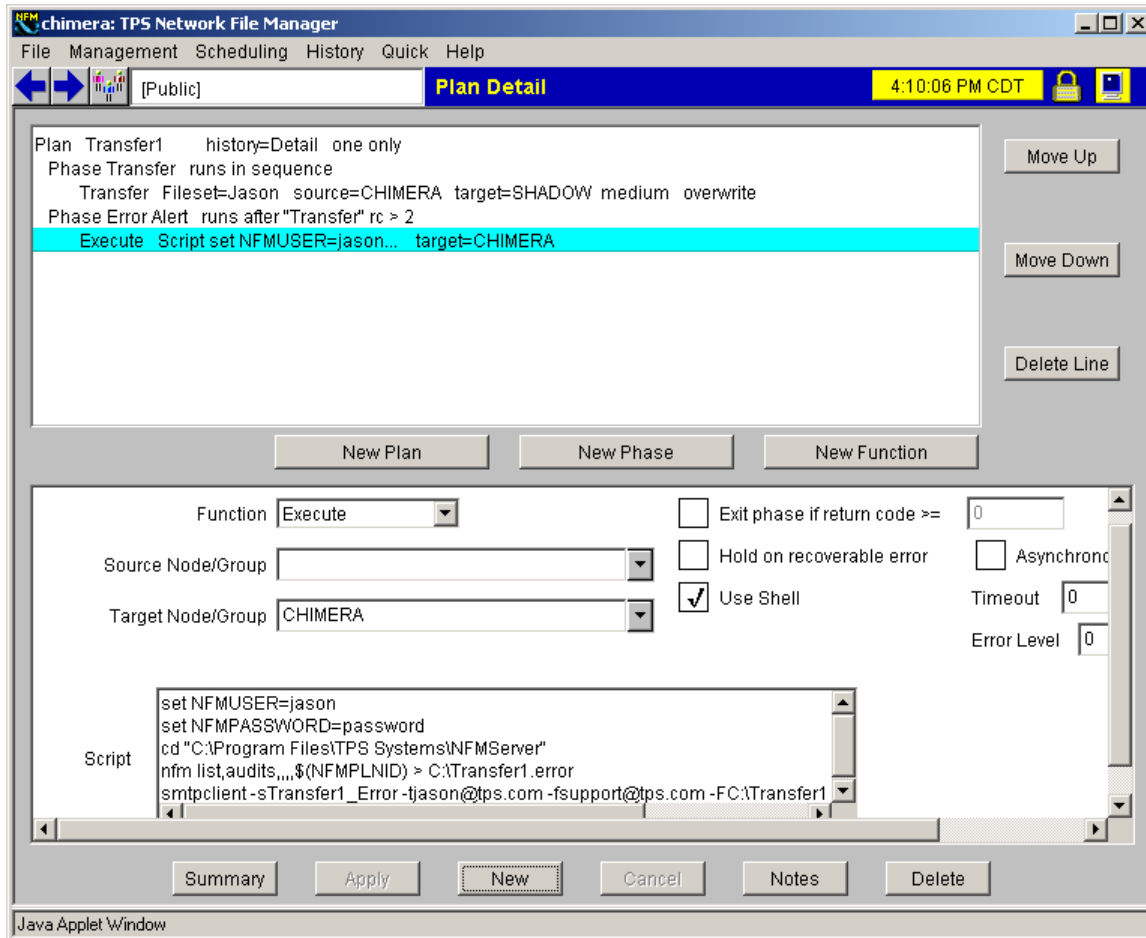 NFM chimera: TPS Network File Manager
File Management Scheduling History Quick Help
[Public] Plan Detail 4:10:06 PM CDT
Plan Transfer1 history=Detail one only
Phase Transfer runs in sequence
Transfer Fileset=Jason source=CHIMERA target=SHADOW medium overwrite
Phase Error Alert runs after "Transfer" rc > 2
Execute Script set NFMUSER=jason... target=CHIMERA
Move Up
Move Down
Delete Line
New Plan New Phase New Function
Function Execute Exit phase if return code >= 0
Source Node/Group Hold on recoverable error Asynchrono
Target Node/Group CHIMERA Use Shell Timeout 0
Error Level 0
Script
set NFMUSER=jason
set NFMPASSWORD=password
cd "C:\Program Files\TPS Systems\NFMServer"
nfm list,audits,,,,$(NFMPLNID) > C:\Transfer1.error
smtpclient -sTransfer1_Error -tjason@tps.com -fsupport@tps.com -FC:\Transfer1
Summary Apply New Cancel Notes Delete
Java Applet Window